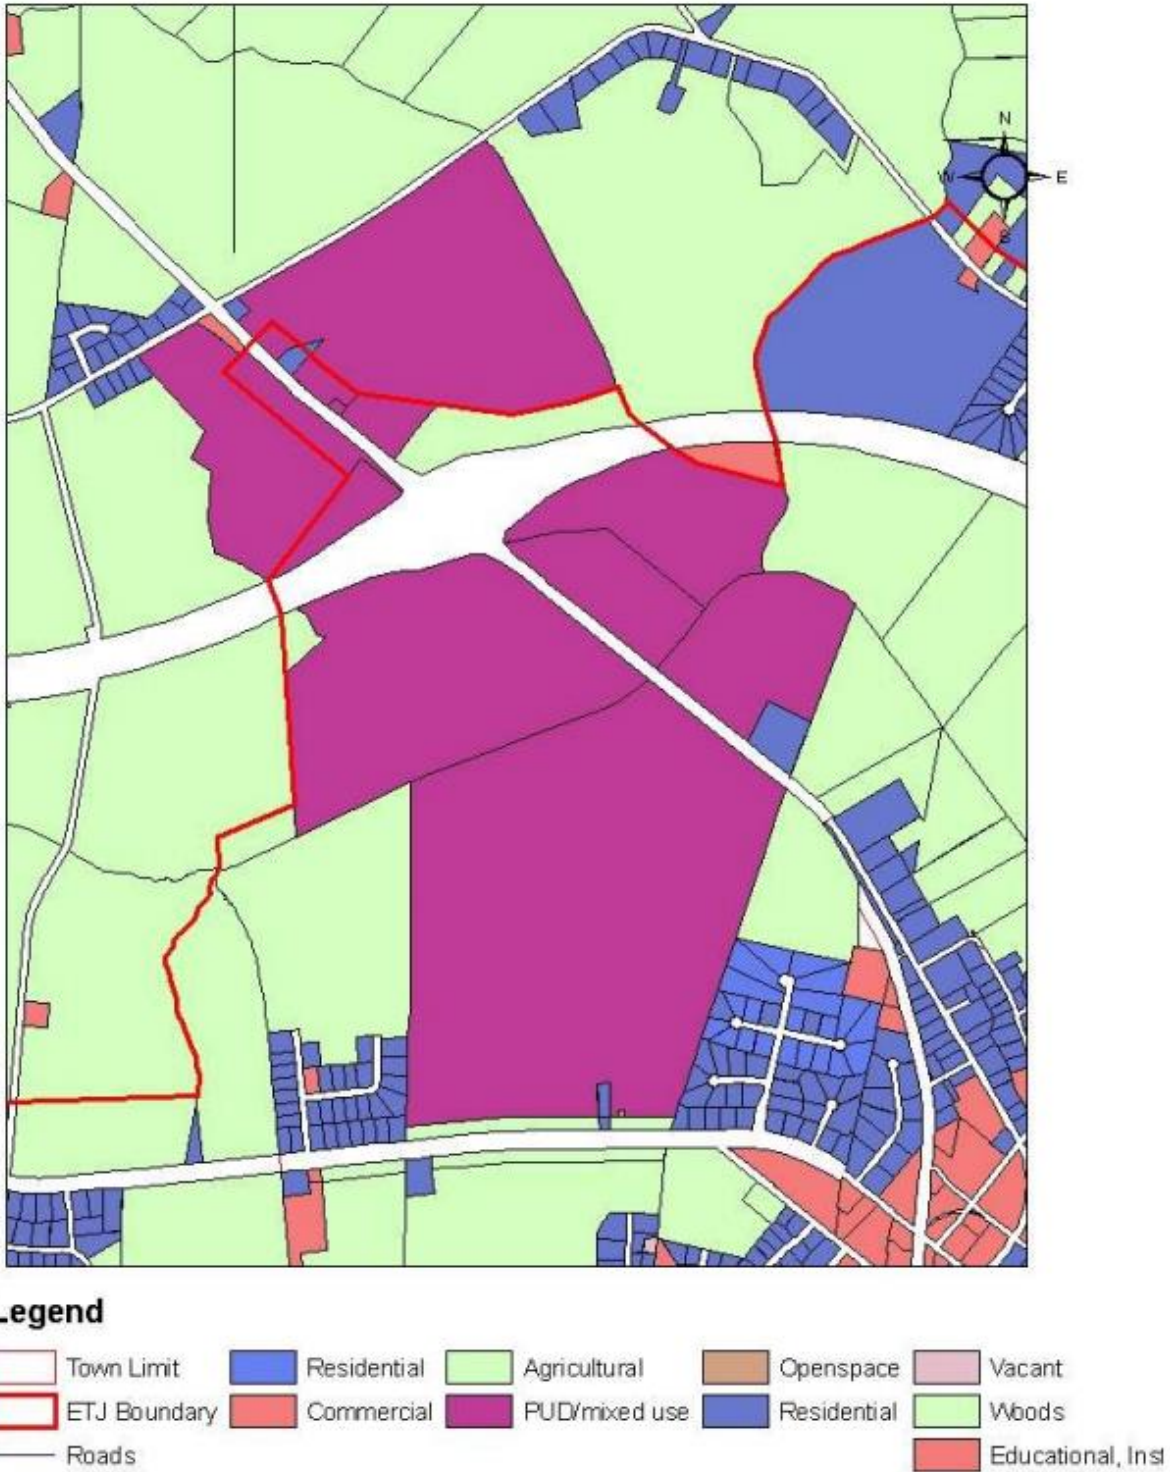 N
W E
S
Legend
Town Limit Residential Agricultural Openspace Vacant
ETJ Boundary Commercial PUD/mixed use Residential Woods
Roads Educational, Inst